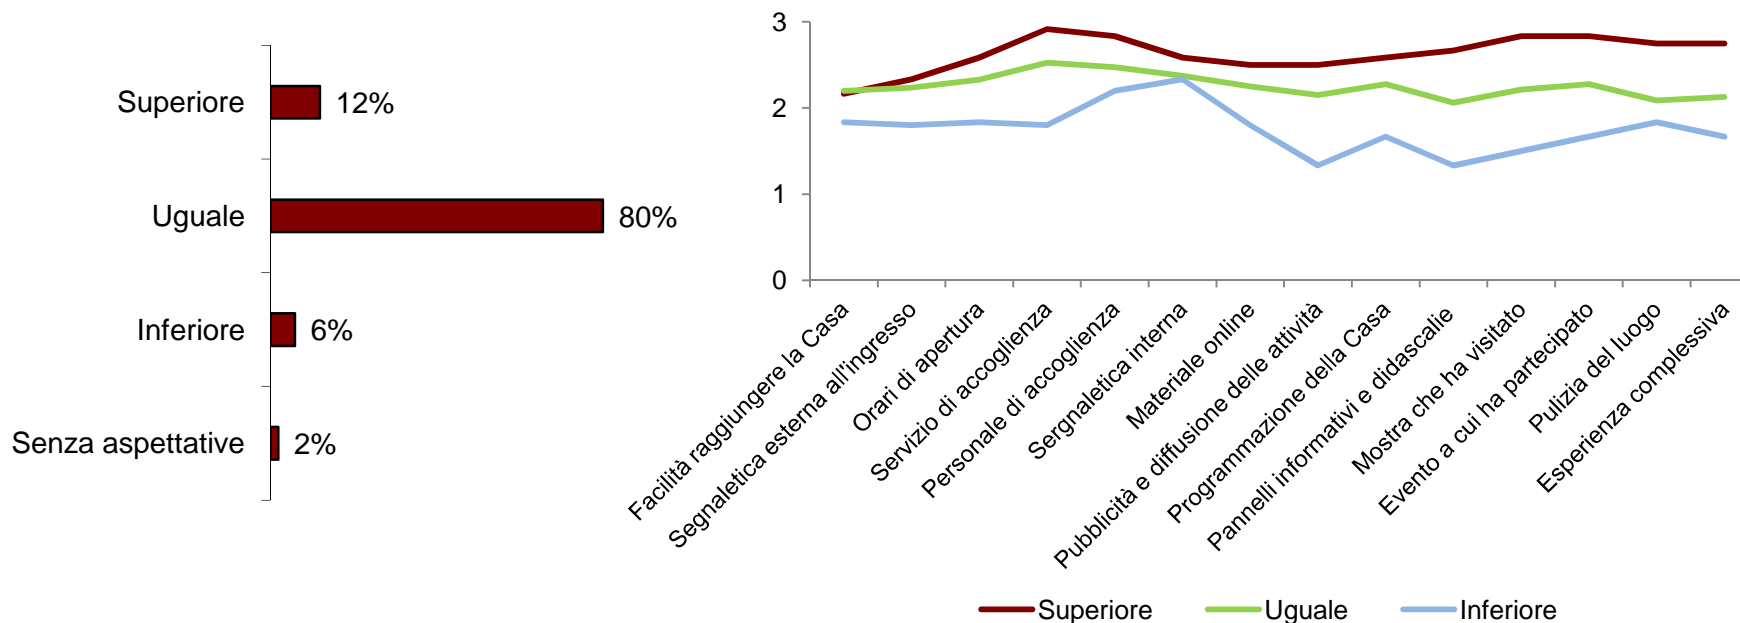 Superiore
12%
Uguale
80%
Inferiore
6%
Senza aspettative
2%
3
2
1
0
Facilità raggiungere la Casa
Segnaletica esterna all'ingresso
Orari di apertura
Servizio di accoglienza
Personale di accoglienza
Sergnaletica interna
Materiale online
Pubblicità e diffusione delle attività
Programmazione della Casa
Pannelli informativi e didascalie
Mostra che ha visitato
Evento a cui ha partecipato
Pulizia del luogo
Esperienza complessiva
Superiore
Uguale
Inferiore